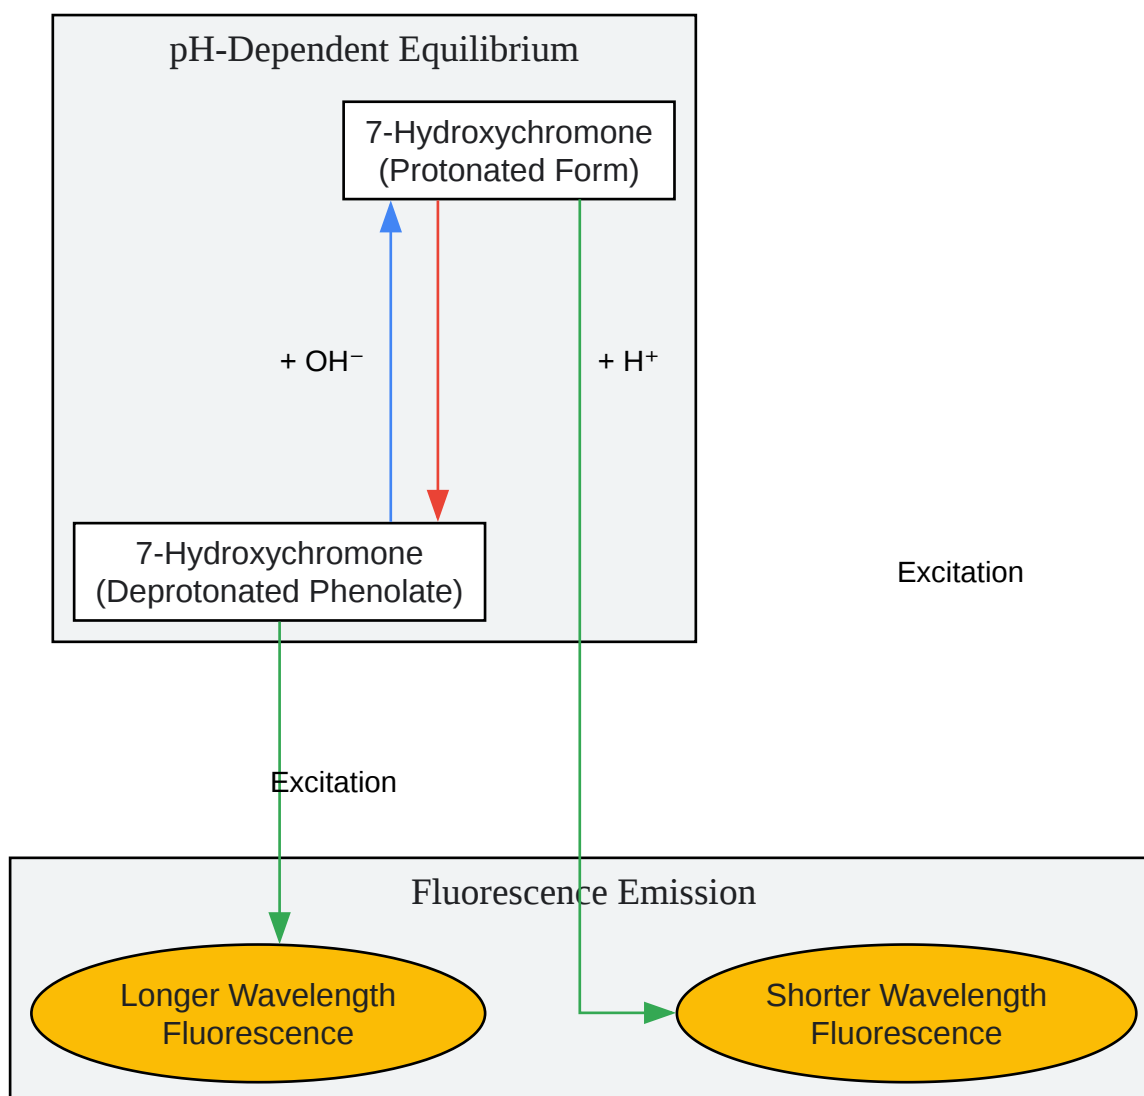 pH-Dependent Equilibrium
7-Hydroxychromone
(Protonated Form)
+ OH⁻
+ H⁺
7-Hydroxychromone
(Deprotonated Phenolate)
Excitation
Excitation
Fluorescence Emission
Longer Wavelength
Fluorescence
Shorter Wavelength
Fluorescence